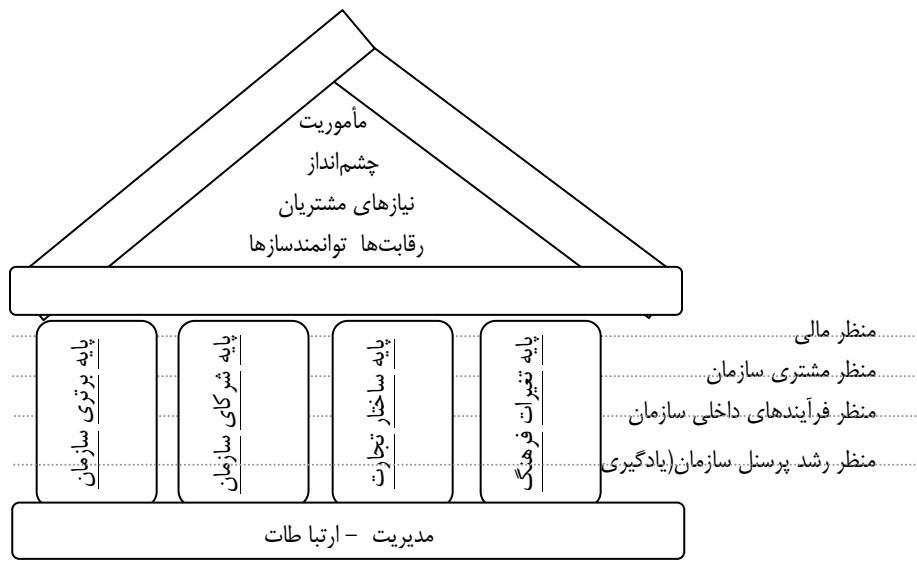 مأموریت
چشم‌انداز
نیازهای مشتریان
رقابت‌ها توانمندسازها
منظر مالی
منظر مشتری سازمان
منظر فرآیندهای داخلی سازمان
منظر رشد پرسنل سازمان(یادگیری
پایه تغیرات فرهنگ
پایه ساختار تجارت
پایه شرکای سازمان
پایه برتری سازمان
مدیریت - ارتبا طات